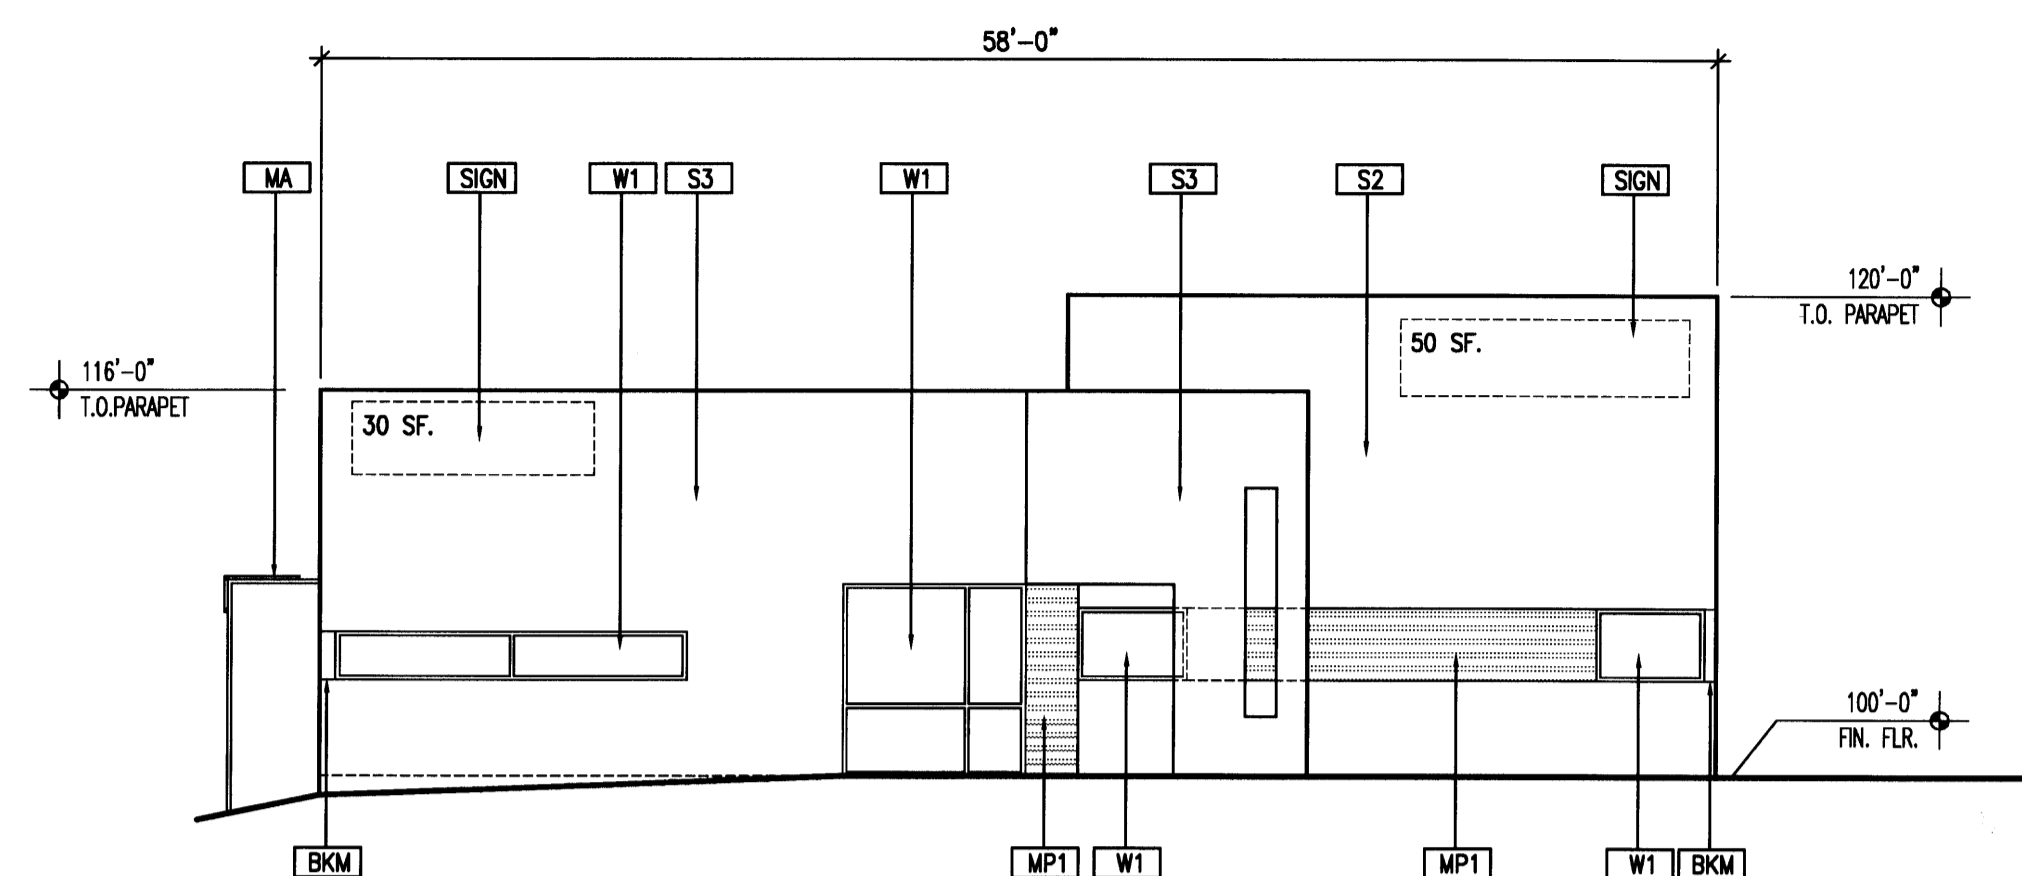 58'-0"
MA
SIGN
W1
S3
W1
S3
S2
SIGN
120'-0"
T.O. PARAPET
50 SF.
116'-0"
T.O.PARAPET
30 SF.
100'-0"
FIN. FLR.
BKM
MP1
W1
MP1
W1
BKM